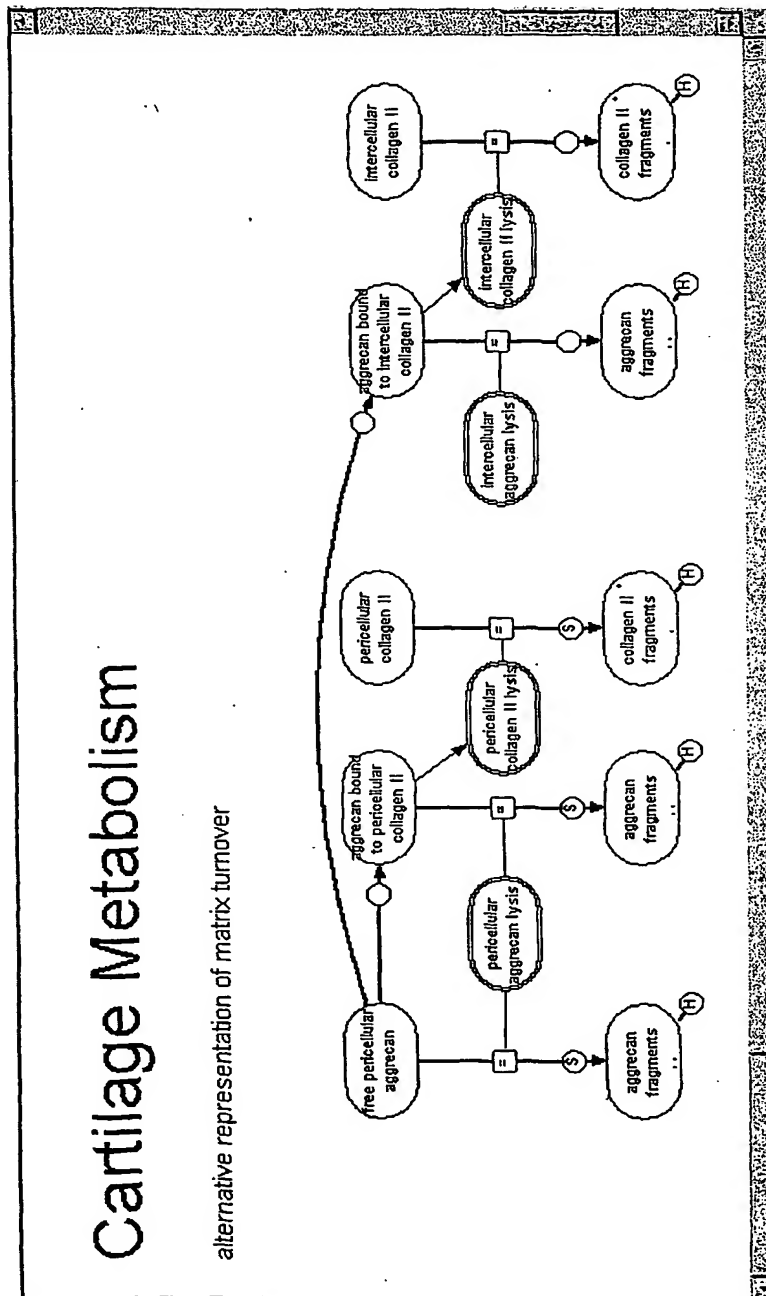 Cartilage Metabolism
alternative representation of matrix turnover
free pericellular
aggrecan
aggrecan bound
to pericellular
collagen II
pericellular
collagen II
aggrecan bound
to intercellular
collagen II
intercellular
collagen II
pericellular
aggrecan lysis
pericellular
collagen II lysis
intercellular
aggrecan lysis
intercellular
collagen II lysis
=
=
=
=
=
S
S
S
aggrecan
fragments
H
aggrecan
fragments
H
collagen II
fragments
H
aggrecan
fragments
H
collagen II
fragments
H